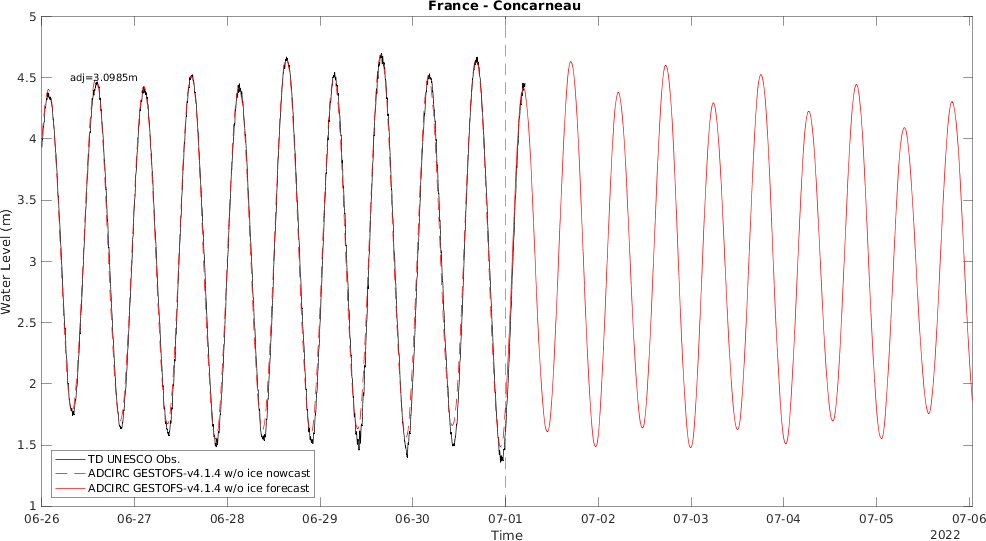 France - Concarneau
adj=3.0985m
Water Level (m)
5
4.5
4
3.5
3
2.5
2
1.5
1
TD UNESCO Obs.
ADCIRC GESTOFS-v4.1.4 w/o ice nowcast
ADCIRC GESTOFS-v4.1.4 w/o ice forecast
06-26 06-27 06-28 06-29 06-30 07-01 07-02 07-03 07-04 07-05 07-06
Time
2022